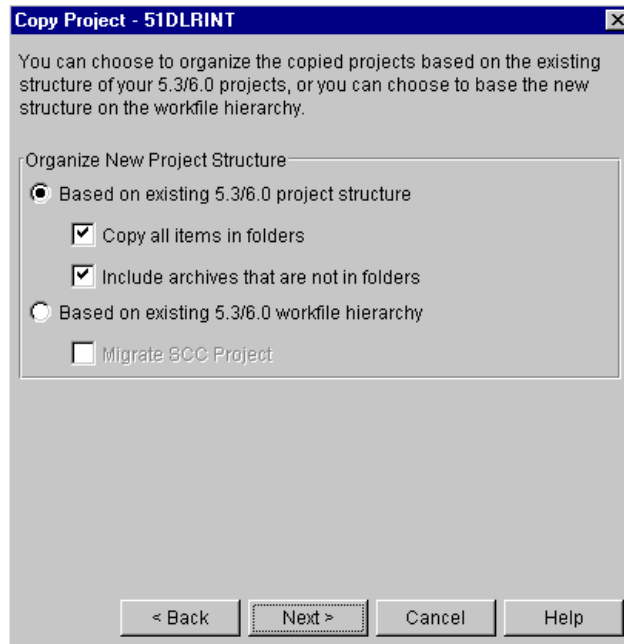 Copy Project - 51DLRINT
You can choose to organize the copied projects based on the existing
structure of your 5.3/6.0 projects, or you can choose to base the new
structure on the workfile hierarchy.
Organize New Project Structure
Based on existing 5.3/6.0 project structure
Copy all items in folders
Include archives that are not in folders
Based on existing 5.3/6.0 workfile hierarchy
Migrate SCC Project
< Back
Next >
Cancel
Help